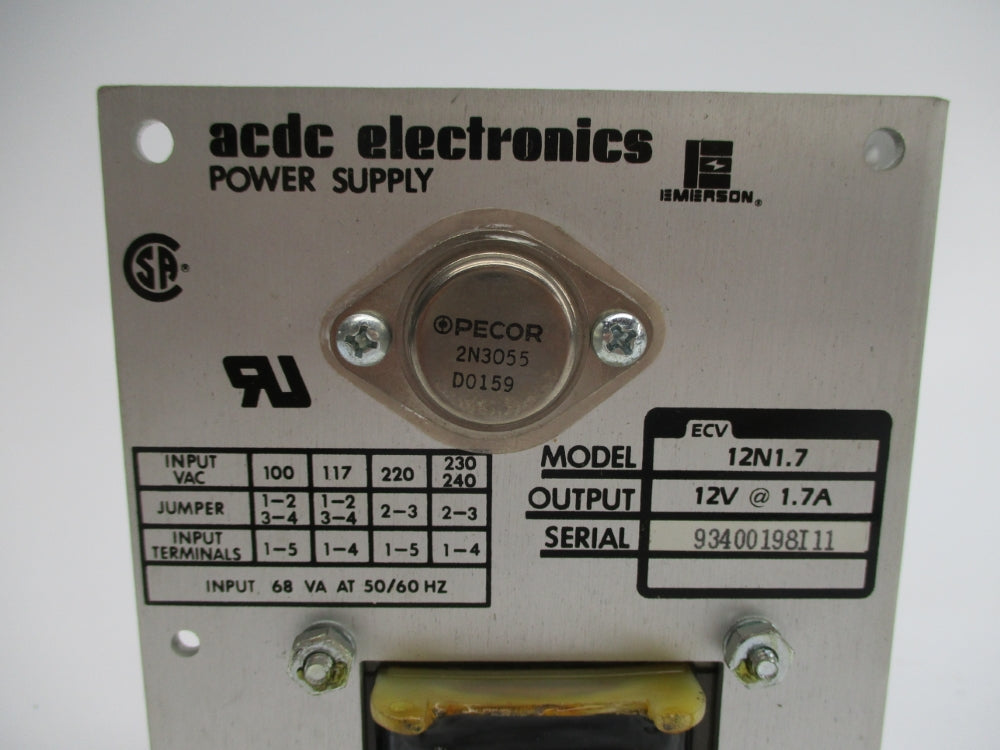 acdc electronics
POWER SUPPLY
EMERSON®
SA®
RU
PECOR
2N3055
D0159
INPUT VAC 100 117 220 230 240
JUMPER 1-2 3-4 1-2 3-4 2-3 2-3
INPUT TERMINALS 1-5 1-4 1-5 1-4
INPUT 68 VA AT 50/60 HZ
ECV
MODEL 12N1.7
OUTPUT 12V @ 1.7A
SERIAL 93400198I11